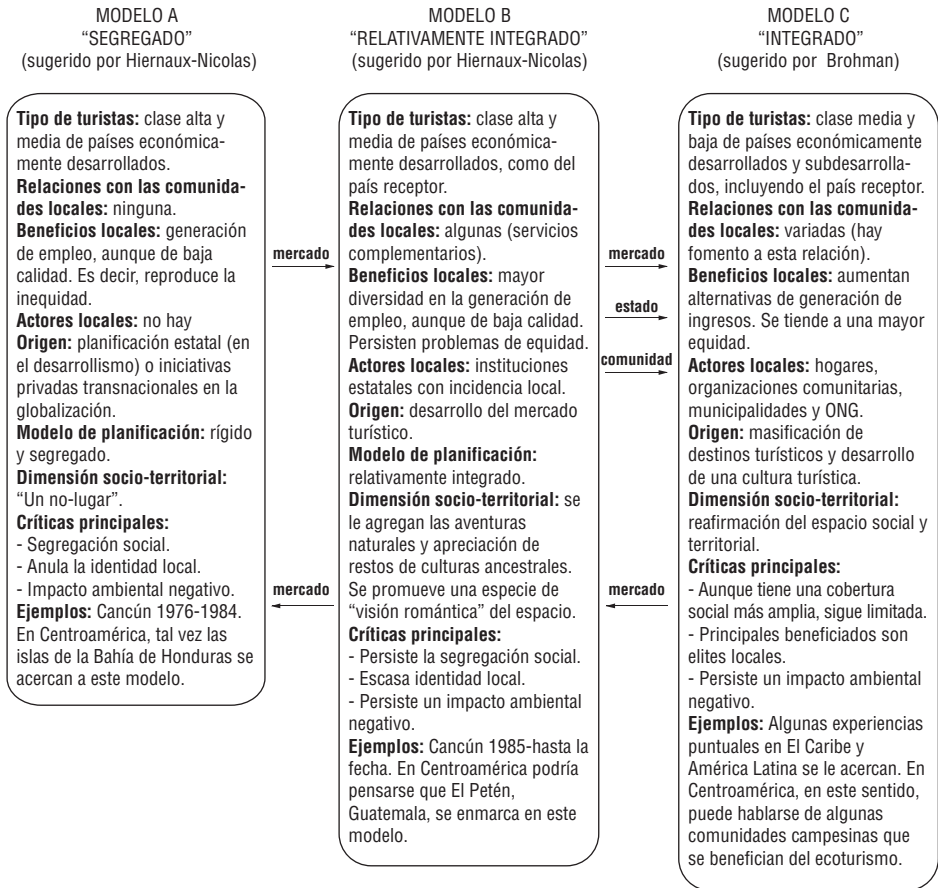 MODELO A
“SEGREGADO”
(sugerido por Hiernaux-Nicolas)
Tipo de turistas: clase alta y
media de países económica-
mente desarrollados.
Relaciones con las comunida-
des locales: ninguna.
Beneficios locales: generación
de empleo, aunque de baja
calidad. Es decir, reproduce la
inequidad.
Actores locales: no hay
Origen: planificación estatal (en
el desarrollismo) o iniciativas
privadas transnacionales en la
globalización.
Modelo de planificación: rígido
y segregado.
Dimensión socio-territorial:
“Un no-lugar”.
Críticas principales:
- Segregación social.
- Anula la identidad local.
- Impacto ambiental negativo.
Ejemplos: Cancún 1976-1984.
En Centroamérica, tal vez las
islas de la Bahía de Honduras se
acercan a este modelo.
mercado
mercado
MODELO B
“RELATIVAMENTE INTEGRADO”
(sugerido por Hiernaux-Nicolas)
Tipo de turistas: clase alta y
media de países económica-
mente desarrollados, como del
país receptor.
Relaciones con las comunida-
des locales: algunas (servicios
complementarios).
Beneficios locales: mayor
diversidad en la generación de
empleo, aunque de baja calidad.
Persisten problemas de equidad.
Actores locales: instituciones
estatales con incidencia local.
Origen: desarrollo del mercado
turístico.
Modelo de planificación:
relativamente integrado.
Dimensión socio-territorial: se
le agregan las aventuras
naturales y apreciación de
restos de culturas ancestrales.
Se promueve una especie de
“visión romántica” del espacio.
Críticas principales:
- Persiste la segregación social.
- Escasa identidad local.
- Persiste un impacto ambiental
negativo.
Ejemplos: Cancún 1985-hasta la
fecha. En Centroamérica podría
pensarse que El Petén,
Guatemala, se enmarca en este
modelo.
mercado
estado
comunidad
mercado
MODELO C
“INTEGRADO”
(sugerido por Brohman)
Tipo de turistas: clase media y
baja de países económicamente
desarrollados y subdesarrolla-
dos, incluyendo el país receptor.
Relaciones con las comunida-
des locales: variadas (hay
fomento a esta relación).
Beneficios locales: aumentan
alternativas de generación de
ingresos. Se tiende a una mayor
equidad.
Actores locales: hogares,
organizaciones comunitarias,
municipalidades y ONG.
Origen: masificación de
destinos turísticos y desarrollo
de una cultura turística.
Dimensión socio-territorial:
reafirmación del espacio social y
territorial.
Críticas principales:
- Aunque tiene una cobertura
social más amplia, sigue limitada.
- Principales beneficiados son
elites locales.
- Persiste un impacto ambiental
negativo.
Ejemplos: Algunas experiencias
puntuales en El Caribe y
América Latina se le acercan. En
Centroamérica, en este sentido,
puede hablarse de algunas
comunidades campesinas que
se benefician del ecoturismo.